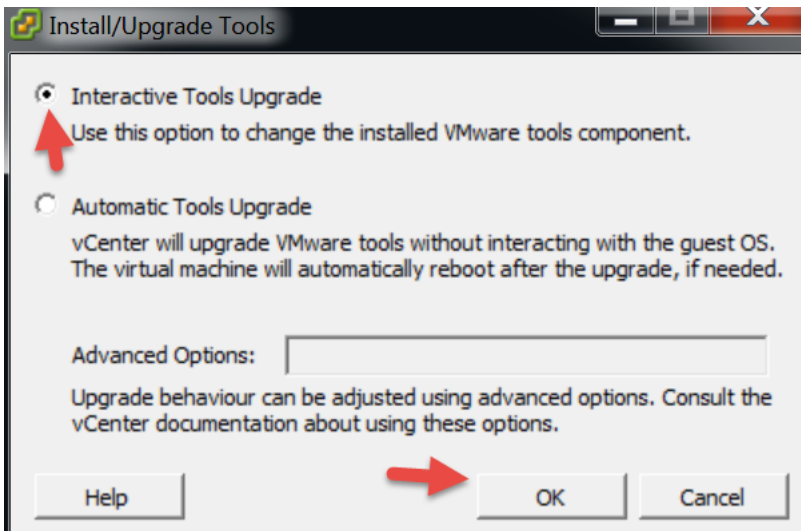 Install/Upgrade Tools
Interactive Tools Upgrade
Use this option to change the installed VMware tools component.
Automatic Tools Upgrade
vCenter will upgrade VMware tools without interacting with the guest OS.
The virtual machine will automatically reboot after the upgrade, if needed.
Advanced Options:
Upgrade behaviour can be adjusted using advanced options. Consult the
vCenter documentation about using these options.
Help
OK
Cancel